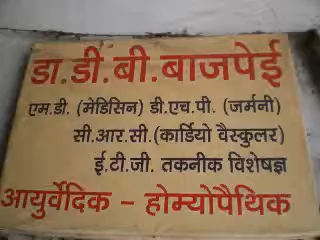 डा.डी.बी.बाजपेई
एम.डी. (मेडिसिन) डी.एच.पी. (जर्मनी)
सी.आर.सी.(कार्डियो वैस्कुलर)
ई.टी.जी. तकनीक विशेषज्ञ
आयुर्वेदिक - होम्योपैथिक